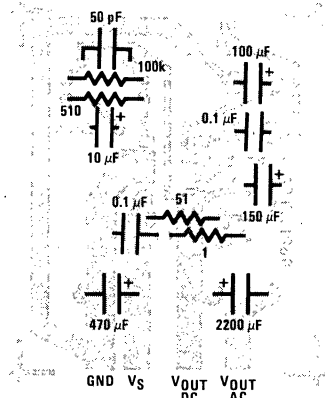 50 pF
100k
100 μF
+
510
+
0.1 μF
10 μF
+
0.1 μF
51
150 μF
1
+
+
470 μF
2200 μF
GND VS VOUT VOUT
DC AC